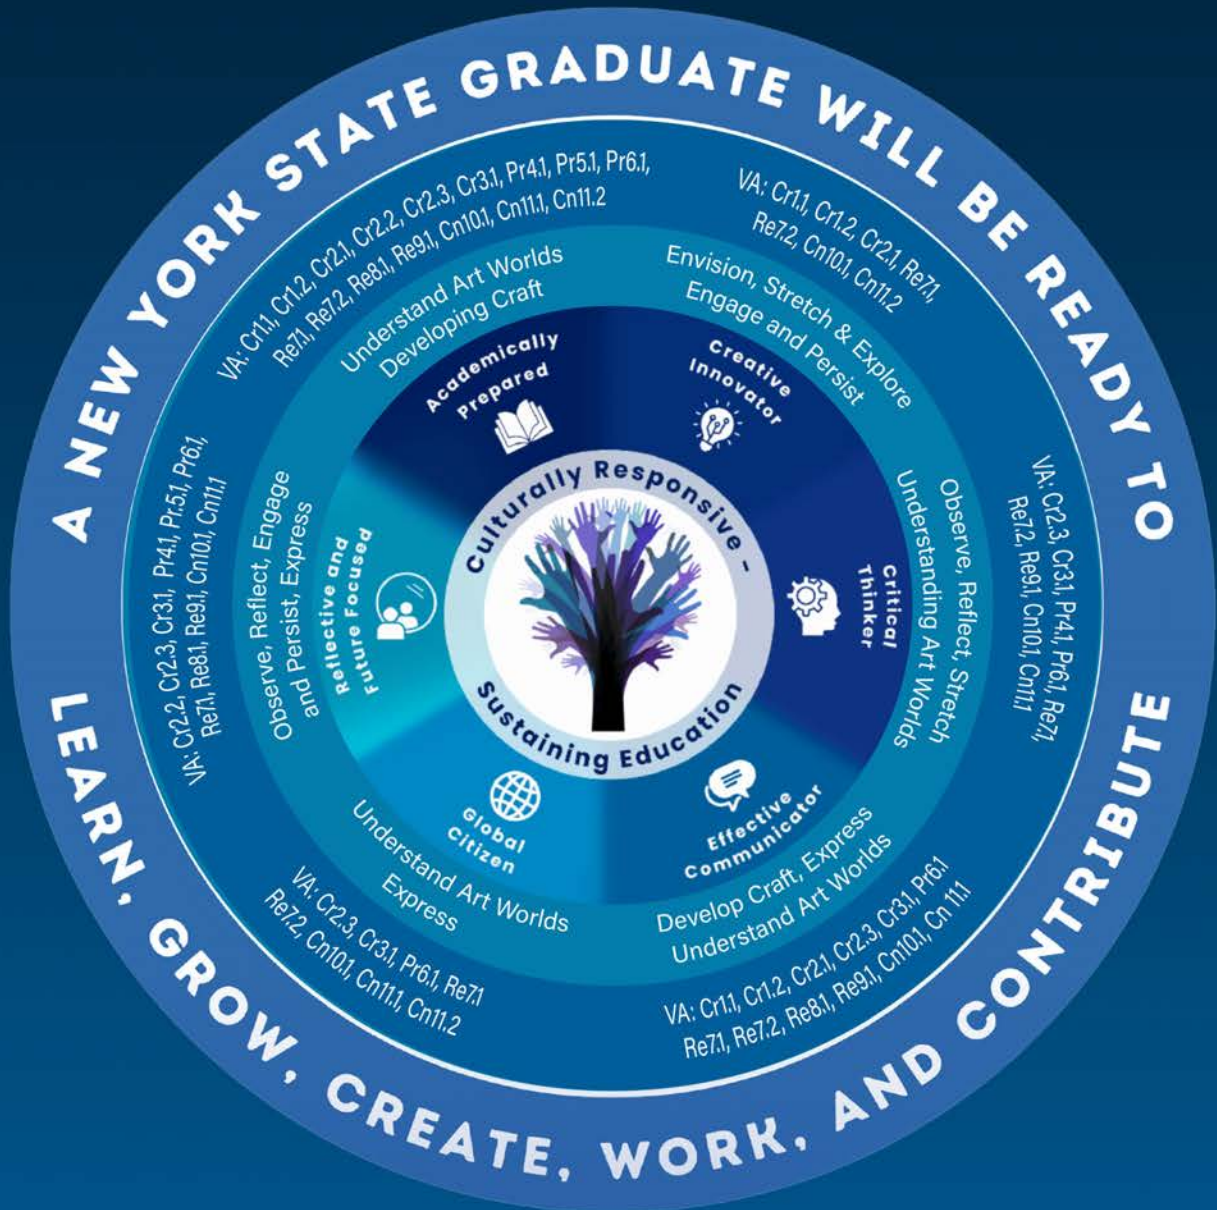 A NEW YORK STATE GRADUATE WILL BE READY TO
LEARN, GROW, CREATE, WORK, AND CONTRIBUTE
VA: Cr1.1, Cr1.2, Cr2.1, Cr2.2, Cr2.3, Cr3.1, Pr4.1, Pr5.1, Pr6.1,
Re7.1, Re7.2, Re8.1, Re9.1, Cn10.1, Cn11.1, Cn11.2
Understand Art Worlds
Developing Craft
Academically
Prepared
VA: Cr1.1, Cr1.2, Cr2.1, Re7.1,
Re7.2, Cn10.1, Cn11.2
Envision, Stretch & Explore
Engage and Persist
Creative
Innovator
VA: Cr2.3, Cr3.1, Pr4.1, Pr6.1, Re7.1,
Re7.2, Re9.1, Cn10.1, Cn11.1
Observe, Reflect, Stretch
Understanding Art Worlds
Critical
Thinker
Effective
Communicator
Develop Craft, Express
Understand Art Worlds
VA: Cr1.1, Cr1.2, Cr2.1, Cr2.3, Cr3.1, Pr6.1
Re7.1, Re7.2, Re8.1, Re9.1, Cn10.1, Cn 11.1
Global
Citizen
Understand Art Worlds
Express
VA: Cr2.3, Cr3.1, Pr6.1, Re7.1
Re7.2, Cn10.1, Cn11.1, Cn11.2
VA: Cr2.2, Cr2.3, Cr3.1, Pr4.1, Pr.5.1, Pr6.1,
Re7.1, Re8.1, Re9.1, Cn10.1, Cn11.1
Observe, Reflect, Engage
and Persist, Express
Reflective and
Future Focused
Culturally Responsive -
Sustaining Education